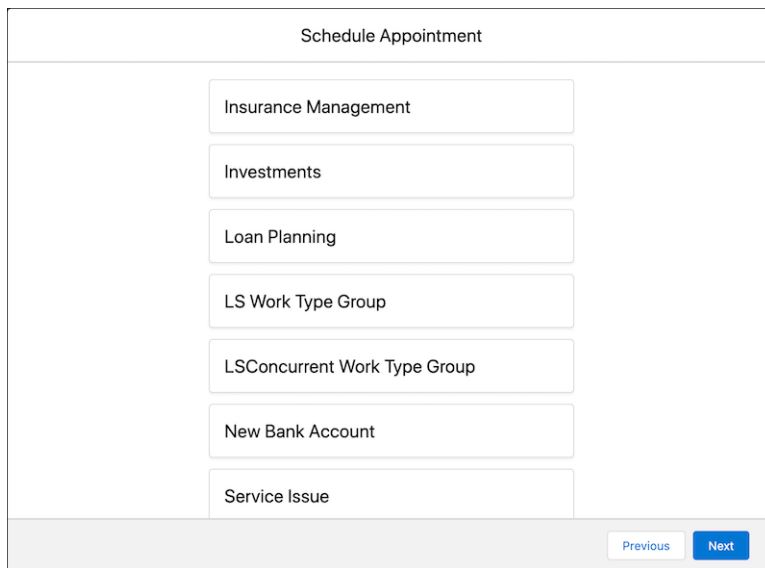 Schedule Appointment
Insurance Management
Investments
Loan Planning
LS Work Type Group
LSConcurrent Work Type Group
New Bank Account
Service Issue
Previous
Next